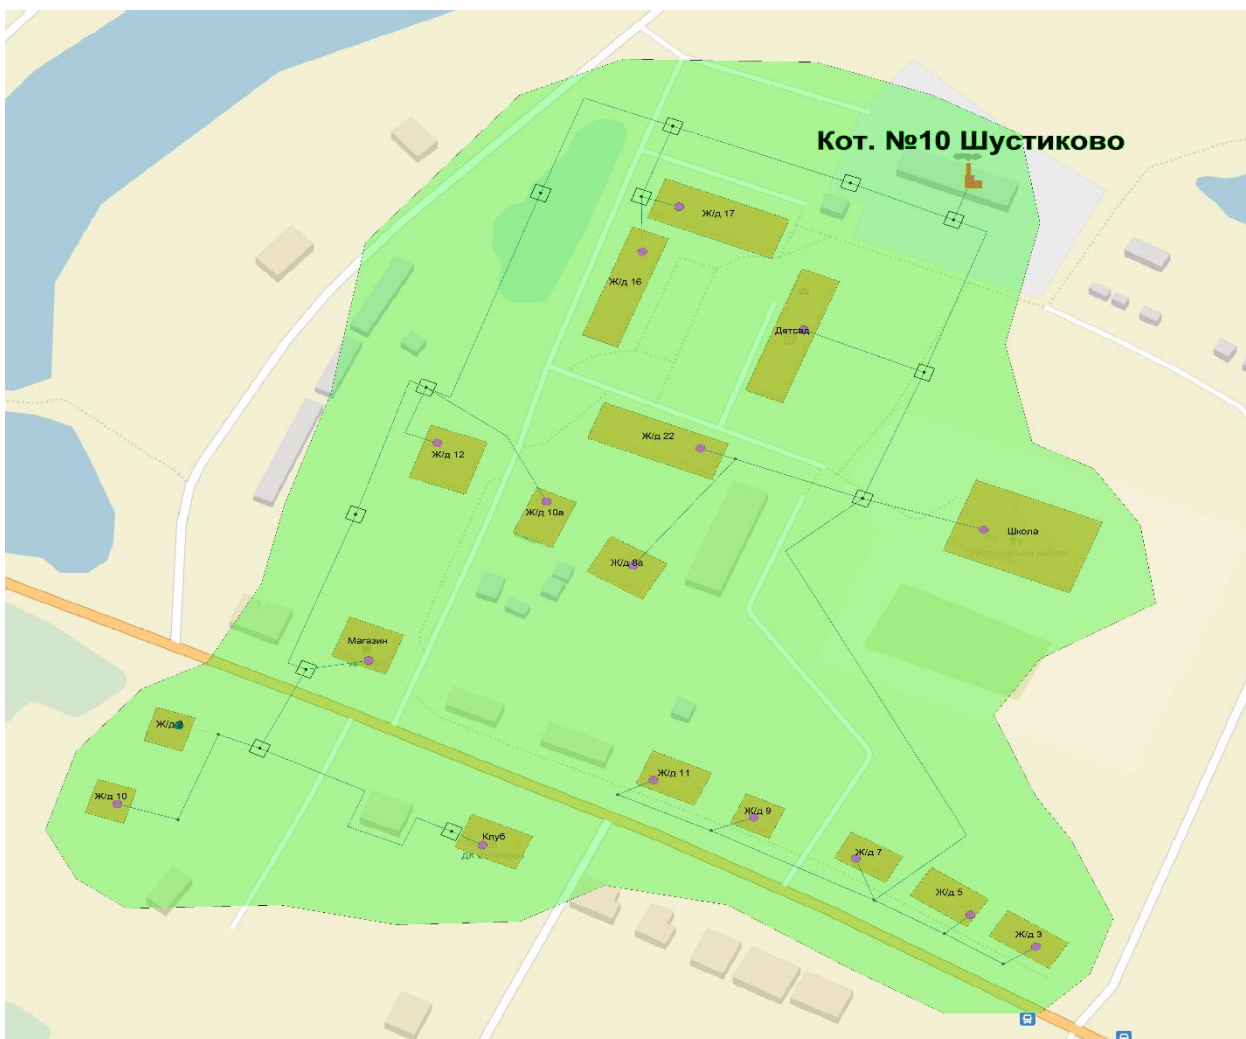 Кот. №10 Шустиково
Ж/д 17
Ж/д 16
Детсад
Ж/д 22
Ж/д 12
Ж/д 10а
Школа
Ж/д 8а
Магазин
Ж/д 10
Ж/д 11
Ж/д 9
Клуб
Ж/д 7
Ж/д 5
Ж/д 3